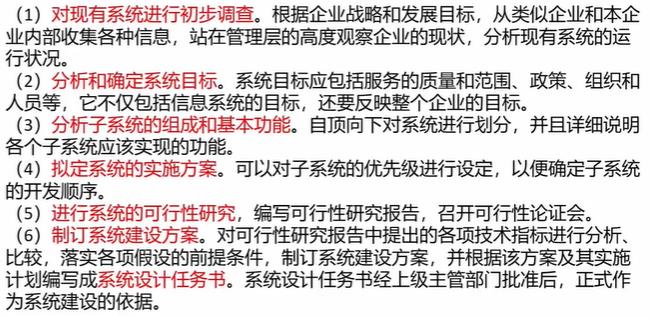 （1）对现有系统进行初步调查。根据企业战略和发展目标，从类似企业和本企
业内部收集各种信息，站在管理层的高度观察企业的现状，分析现有系统的运
行状况。
（2）分析和确定系统目标。系统目标应包括服务的质量和范围、政策、组织和
人员等，它不仅包括信息系统的目标，还要反映整个企业的目标。
（3）分析子系统的组成和基本功能。自顶向下对系统进行划分，并且详细说明
各个子系统应该实现的功能。
（4）拟定系统的实施方案。可以对子系统的优先级进行设定，以便确定子系统
的开发顺序。
（5）进行系统的可行性研究，编写可行性研究报告，召开可行性论证会。
（6）制订系统建设方案。对可行性研究报告中提出的各项技术指标进行分析、
比较，落实各项假设的前提条件，制订系统建设方案，并根据该方案及其实施
计划编写成系统设计任务书。系统设计任务书经上级主管部门批准后，正式作
为系统建设的依据。